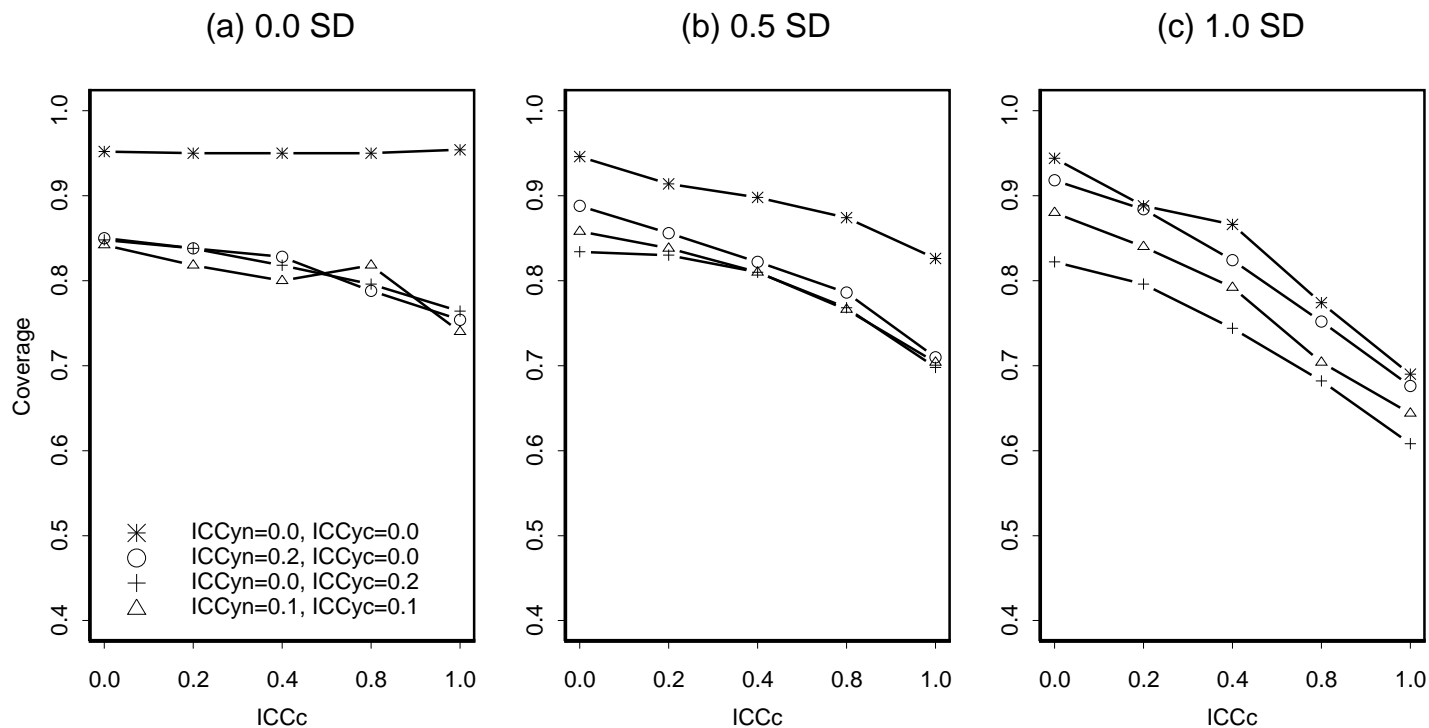 (a) 0.0 SD
(b) 0.5 SD
(c) 1.0 SD
Coverage
1.0
0.9
0.8
0.7
0.6
0.5
0.4
ICCyn=0.0, ICCyc=0.0
ICCyn=0.2, ICCyc=0.0
ICCyn=0.0, ICCyc=0.2
ICCyn=0.1, ICCyc=0.1
0.0 0.2 0.4 0.8 1.0
ICCc
1.0
0.9
0.8
0.7
0.6
0.5
0.4
0.0 0.2 0.4 0.8 1.0
ICCc
1.0
0.9
0.8
0.7
0.6
0.5
0.4
0.0 0.2 0.4 0.8 1.0
ICCc